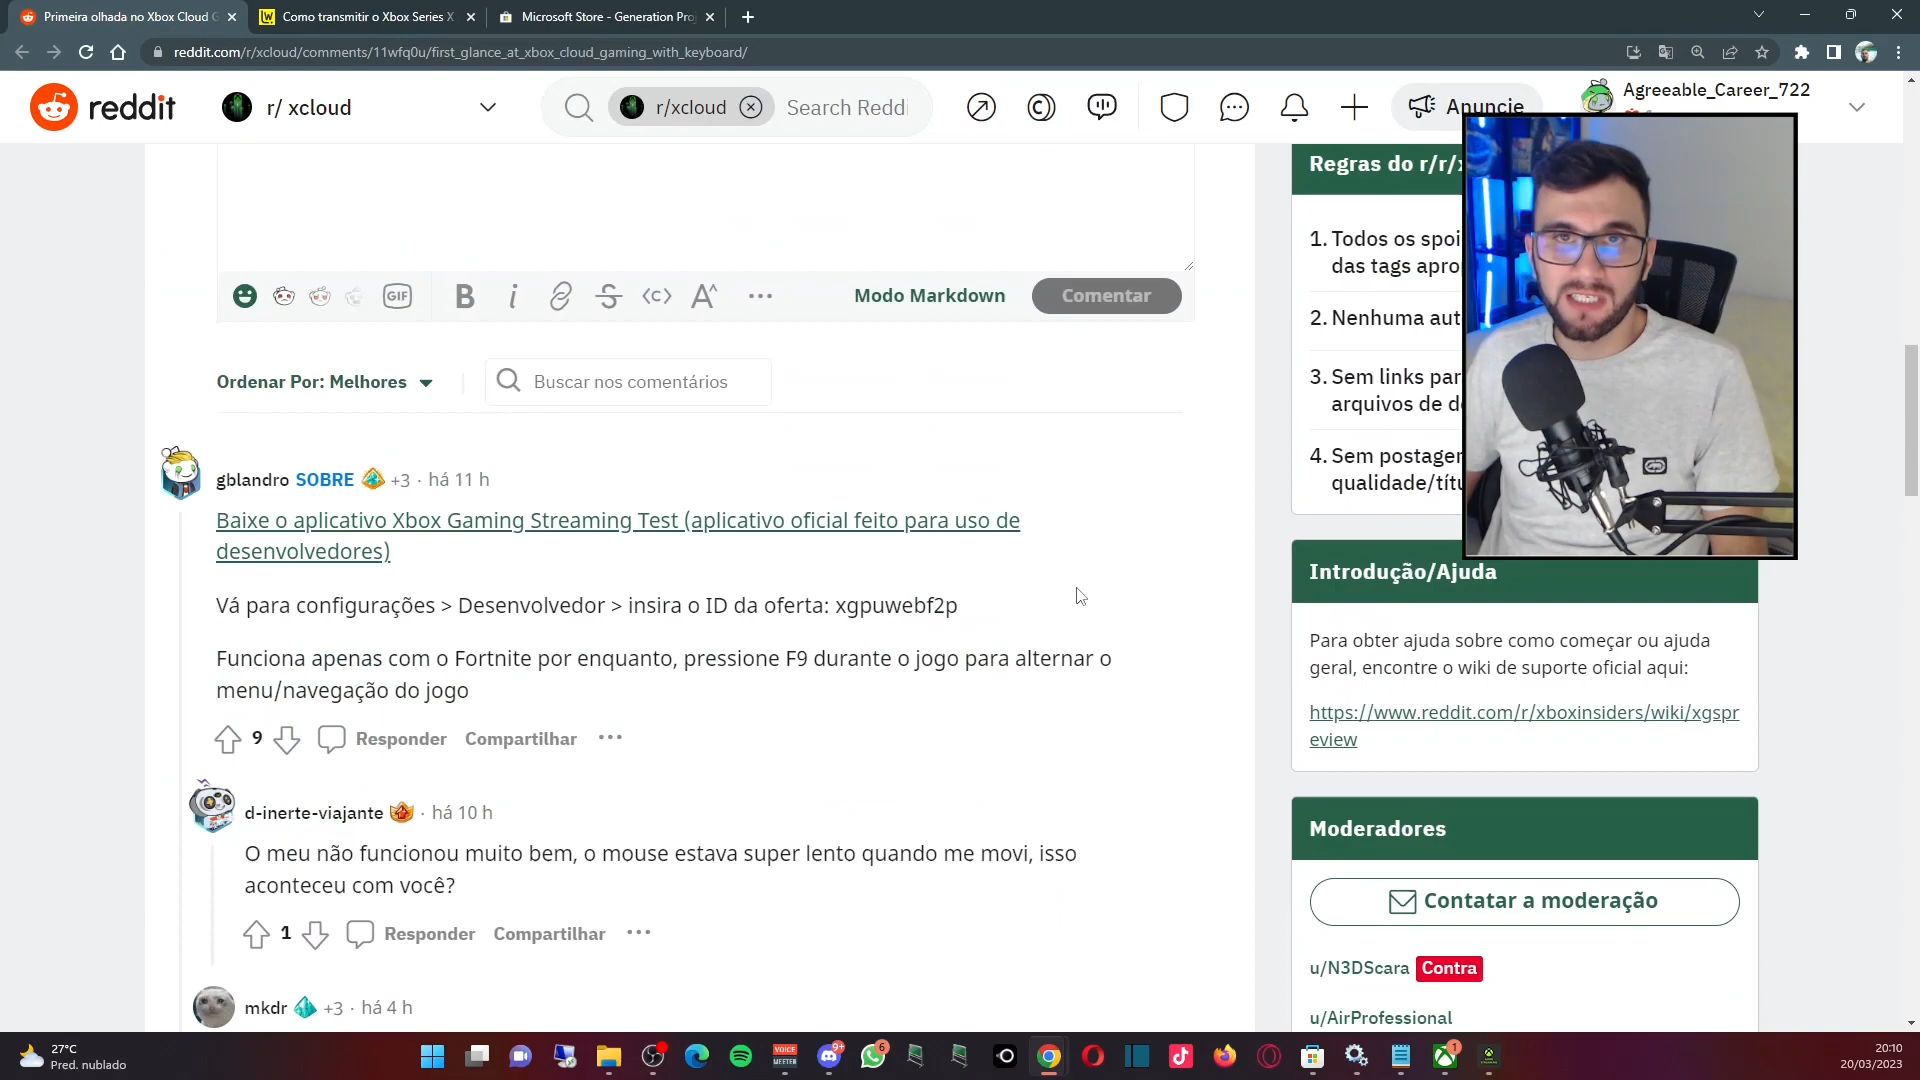 Primeira olhada no Xbox Cloud G
Como transmitir o Xbox Series X
Microsoft Store - Generation Pro
reddit.com/r/xcloud/comments/11wfq0u/first_glance_at_xbox_cloud_gaming_with_keyboard/
reddit
r/ xcloud
r/xcloud
Search Reddi
Anuncie
Agreeable_Career_722
GIF
B
i
Modo Markdown
Comentar
Ordenar Por: Melhores
Buscar nos comentários
gblandro SOBRE +3 · há 11 h
Baixe o aplicativo Xbox Gaming Streaming Test (aplicativo oficial feito para uso de
desenvolvedores)
Vá para configurações > Desenvolvedor > insira o ID da oferta: xgpuwebf2p
Funciona apenas com o Fortnite por enquanto, pressione F9 durante o jogo para alternar o
menu/navegação do jogo
9 Responder Compartilhar
d-inerte-viajante · há 10 h
O meu não funcionou muito bem, o mouse estava super lento quando me movi, isso
aconteceu com você?
1 Responder Compartilhar
mkdr +3 · há 4 h
Regras do r/r/x
1. Todos os spoi
das tags apro
2. Nenhuma aut
3. Sem links par
arquivos de d
4. Sem postager
qualidade/títu
Introdução/Ajuda
Para obter ajuda sobre como começar ou ajuda
geral, encontre o wiki de suporte oficial aqui:
https://www.reddit.com/r/xboxinsiders/wiki/xgspr
eview
Moderadores
Contatar a moderação
u/N3DScara Contra
u/AirProfessional
27°C
Pred. nublado
VOICE
MEETER
9+
6
1
20:10
20/03/2023